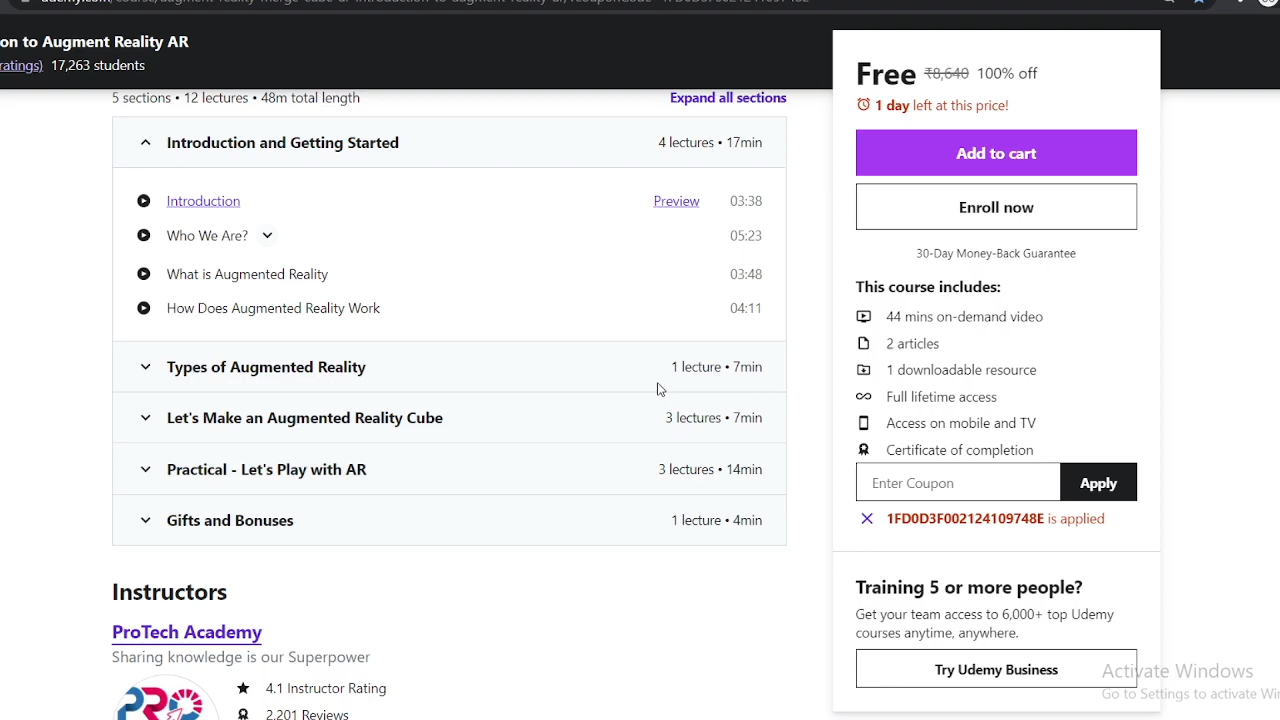 on to Augment Reality AR
ratings) 17,263 students
5 sections • 12 lectures • 48m total length
Expand all sections
Introduction and Getting Started 4 lectures • 17min
Introduction Preview 03:38
Who We Are? 05:23
What is Augmented Reality 03:48
How Does Augmented Reality Work 04:11
Types of Augmented Reality 1 lecture • 7min
Let's Make an Augmented Reality Cube 3 lectures • 7min
Practical - Let's Play with AR 3 lectures • 14min
Gifts and Bonuses 1 lecture • 4min
Instructors
ProTech Academy
Sharing knowledge is our Superpower
PRO
4.1 Instructor Rating
2,201 Reviews
Free ₹8,640 100% off
1 day left at this price!
Add to cart
Enroll now
30-Day Money-Back Guarantee
This course includes:
44 mins on-demand video
2 articles
1 downloadable resource
Full lifetime access
Access on mobile and TV
Certificate of completion
Enter Coupon Apply
1FD0D3F002124109748E is applied
Training 5 or more people?
Get your team access to 6,000+ top Udemy
courses anytime, anywhere.
Try Udemy Business
Activate Windows
Go to Settings to activate Win